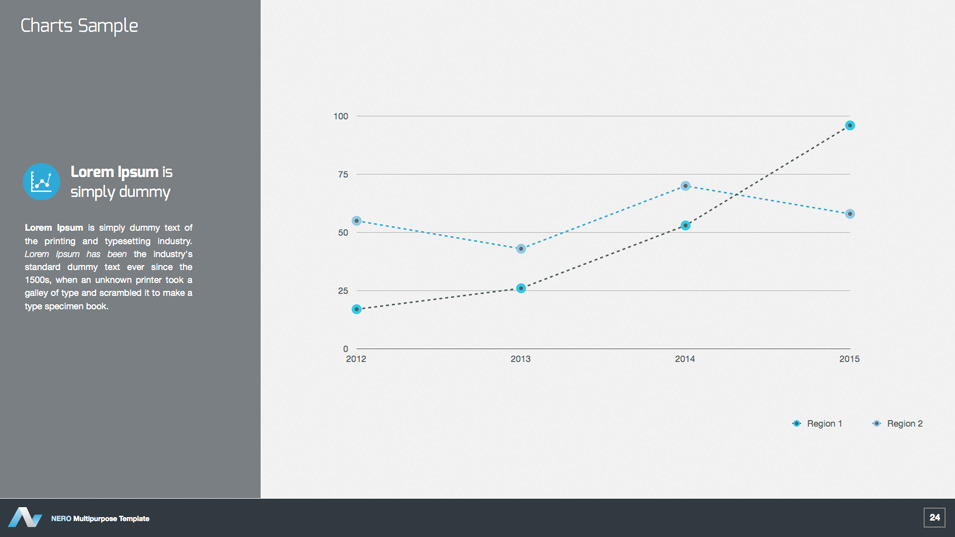 Charts Sample
Lorem Ipsum is
simply dummy
Lorem Ipsum is simply dummy text of
the printing and typesetting industry.
Lorem Ipsum has been the industry's
standard dummy text ever since the
1500s, when an unknown printer took a
galley of type and scrambled it to make a
type specimen book.
100
75
50
25
0
2012 2013 2014 2015
Region 1 Region 2
NERO Multipurpose Template
24